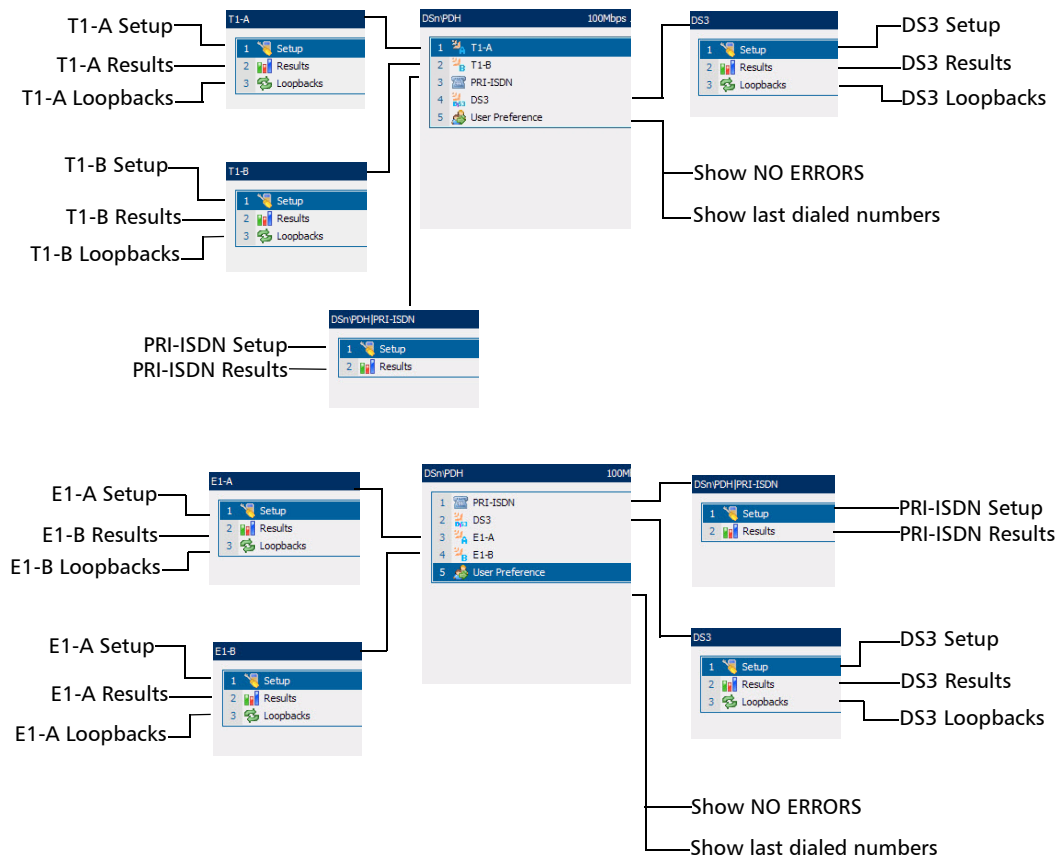 T1-A Setup
T1-A Results
T1-A Loopbacks
T1-A
1 Setup
2 Results
3 Loopbacks
T1-B Setup
T1-B Results
T1-B Loopbacks
T1-B
1 Setup
2 Results
3 Loopbacks
DSn\PDH 100Mbps
1 T1-A
2 T1-B
3 PRI-ISDN
4 DS3
5 User Preference
DS3
1 Setup
2 Results
3 Loopbacks
DS3 Setup
DS3 Results
DS3 Loopbacks
Show NO ERRORS
Show last dialed numbers
PRI-ISDN Setup
PRI-ISDN Results
DSn\PDH|PRI-ISDN
1 Setup
2 Results
E1-A Setup
E1-B Results
E1-B Loopbacks
E1-A
1 Setup
2 Results
3 Loopbacks
E1-A Setup
E1-A Results
E1-A Loopbacks
E1-B
1 Setup
2 Results
3 Loopbacks
DSn\PDH 100M
1 PRI-ISDN
2 DS3
3 E1-A
4 E1-B
5 User Preference
DSn\PDH|PRI-ISDN
1 Setup
2 Results
PRI-ISDN Setup
PRI-ISDN Results
DS3
1 Setup
2 Results
3 Loopbacks
DS3 Setup
DS3 Results
DS3 Loopbacks
Show NO ERRORS
Show last dialed numbers